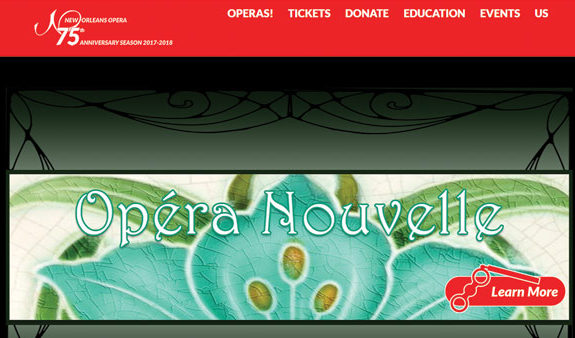 NEW ORLEANS OPERA
75th
ANNIVERSARY SEASON 2017-2018
OPERAS! TICKETS DONATE EDUCATION EVENTS US
Opéra Nouvelle
Learn More